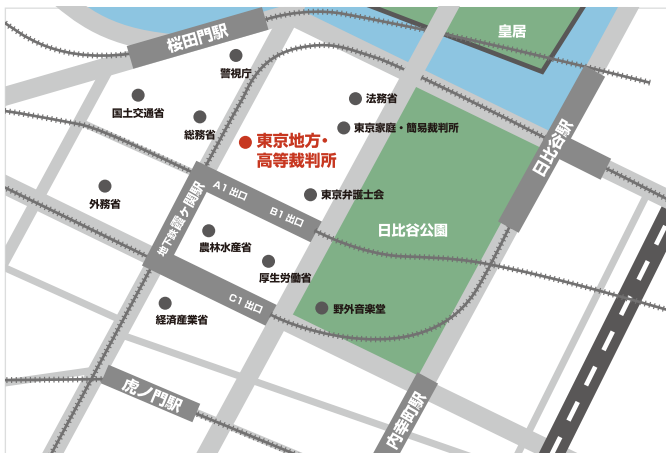 皇居
桜田門駅
警視庁
国土交通省
法務省
総務省
東京家庭・簡易裁判所
東京地方・
高等裁判所
日比谷駅
外務省
地下鉄霞ヶ関駅
A1 出口
東京弁護士会
B1 出口
農林水産省
日比谷公園
厚生労働省
経済産業省
C1 出口
野外音楽堂
虎ノ門駅
内幸町駅